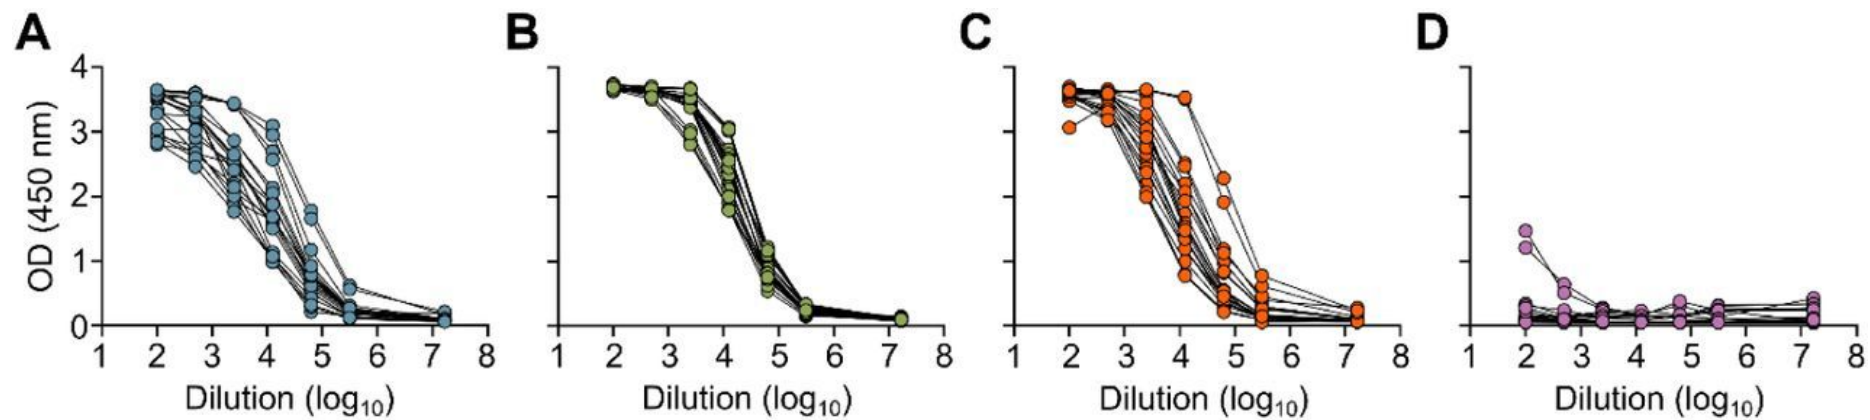 A B C D
4
3
2
1
0
OD (450 nm)
1 2 3 4 5 6 7 8 1 2 3 4 5 6 7 8 1 2 3 4 5 6 7 8 1 2 3 4 5 6 7 8
Dilution (log₁₀) Dilution (log₁₀) Dilution (log₁₀) Dilution (log₁₀)